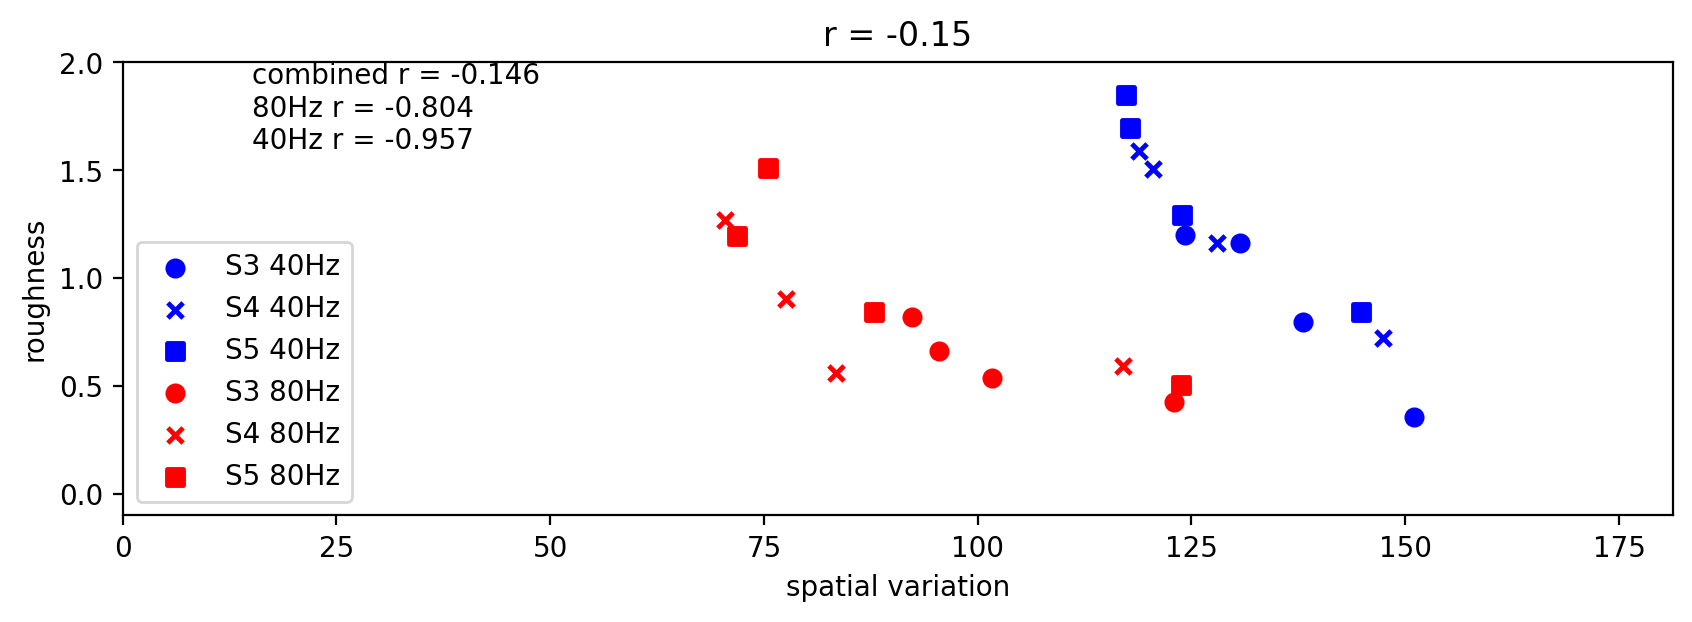 r = -0.15
combined r = -0.146
80Hz r = -0.804
40Hz r = -0.957
roughness
2.0
1.5
1.0
0.5
0.0
S3 40Hz
S4 40Hz
S5 40Hz
S3 80Hz
S4 80Hz
S5 80Hz
0 25 50 75 100 125 150 175
spatial variation